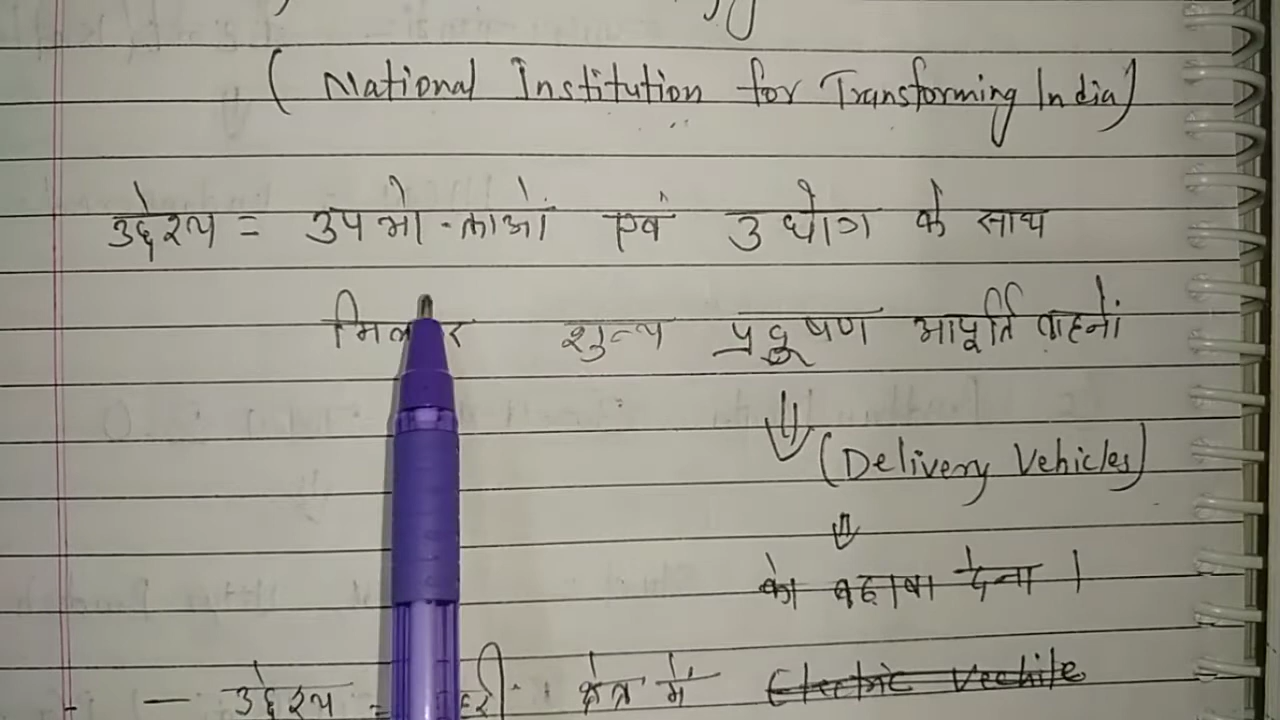 ( National Institution for Transforming India )
उद्देश्य = उपभोक्ताओं एवं उद्योग के साथ
शुन्य प्रदूषण आपूर्ति वाहनों
(Delivery Vehicles)
को बढ़ावा देना ।
— उद्देश्य = क्षेत्र में Electric Vechile